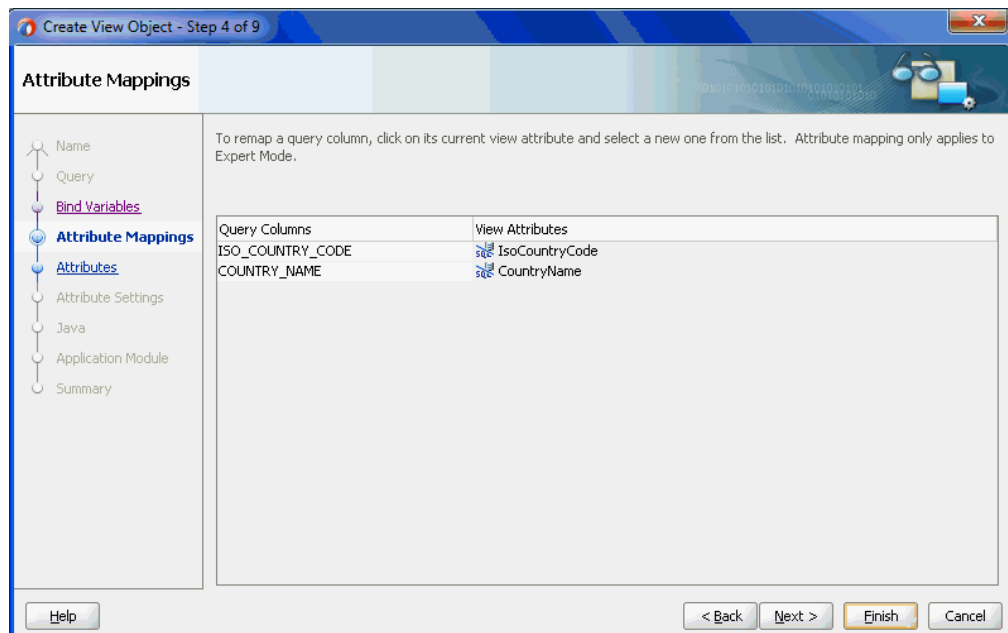 Create View Object - Step 4 of 9
Attribute Mappings
Name
Query
Bind Variables
Attribute Mappings
Attributes
Attribute Settings
Java
Application Module
Summary
To remap a query column, click on its current view attribute and select a new one from the list. Attribute mapping only applies to
Expert Mode.
Query Columns View Attributes
ISO_COUNTRY_CODE IsoCountryCode
COUNTRY_NAME CountryName
Help
< Back Next > Finish Cancel